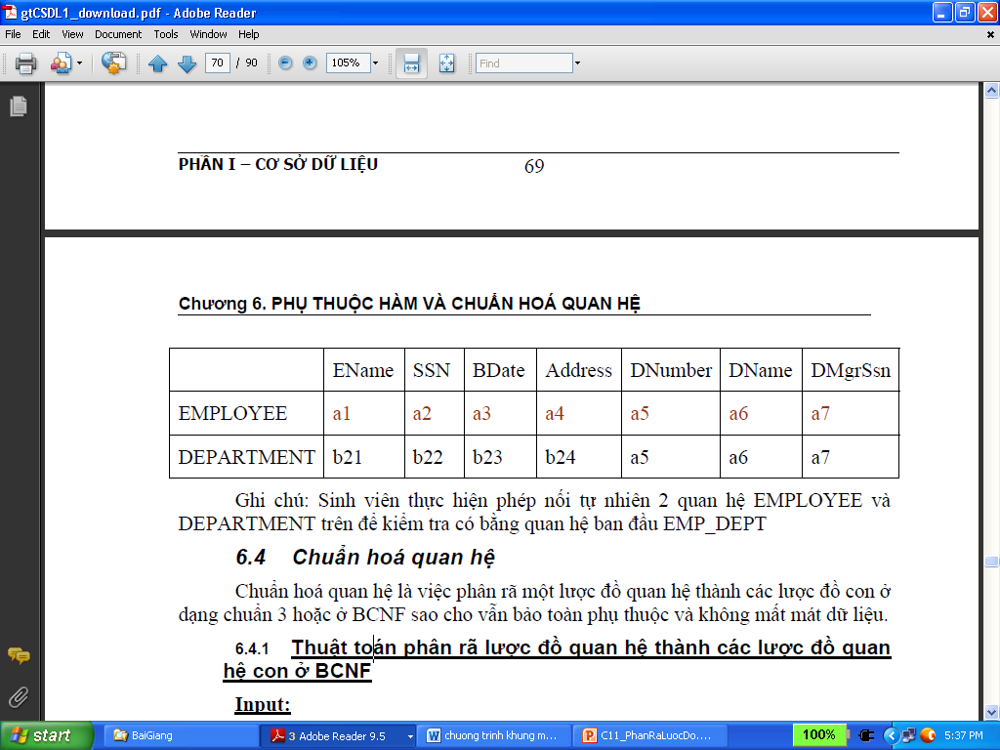 gtCSDL1_download.pdf - Adobe Reader
File Edit View Document Tools Window Help
70 / 90 105% Find
PHẦN I – CƠ SỞ DỮ LIỆU 69
Chương 6. PHỤ THUỘC HÀM VÀ CHUẨN HOÁ QUAN HỆ
EName SSN BDate Address DNumber DName DMgrSsn
EMPLOYEE a1 a2 a3 a4 a5 a6 a7
DEPARTMENT b21 b22 b23 b24 a5 a6 a7
Ghi chú: Sinh viên thực hiện phép nối tự nhiên 2 quan hệ EMPLOYEE và
DEPARTMENT trên để kiểm tra có bằng quan hệ ban đầu EMP_DEPT
6.4 Chuẩn hoá quan hệ
Chuẩn hoá quan hệ là việc phân rã một lược đồ quan hệ thành các lược đồ con ở
dạng chuẩn 3 hoặc ở BCNF sao cho vẫn bảo toàn phụ thuộc và không mất mát dữ liệu.
6.4.1 Thuật toán phân rã lược đồ quan hệ thành các lược đồ quan
hệ con ở BCNF
Input:
start BaiGiang 3 Adobe Reader 9.5 chuong trinh khung m... C11_PhanRaLuocDo.... 100% 5:37 PM